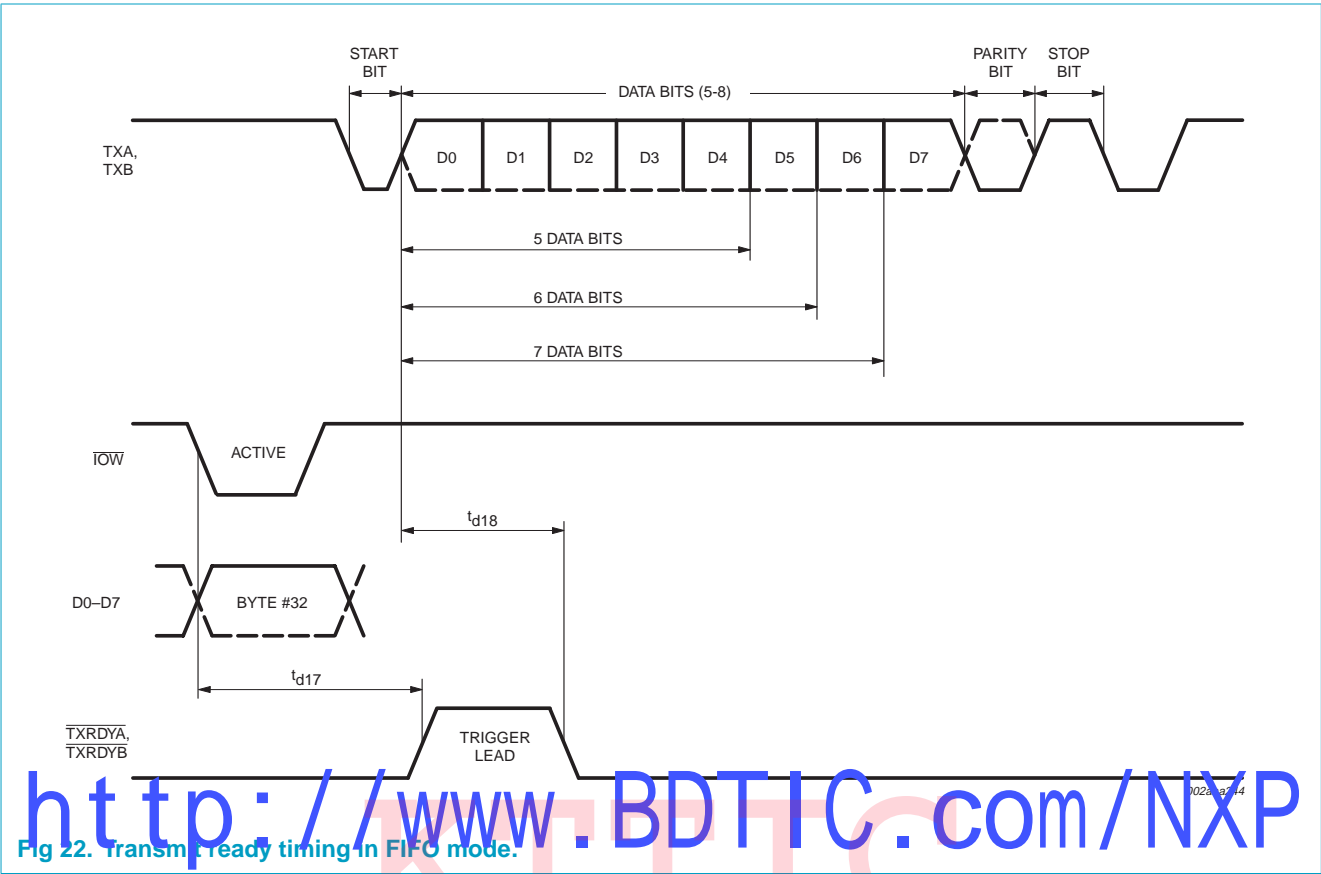 START
BIT
PARITY
BIT
STOP
BIT
DATA BITS (5-8)
TXA,
TXB
D0 D1 D2 D3 D4 D5 D6 D7
5 DATA BITS
6 DATA BITS
7 DATA BITS
IOW
ACTIVE
td18
D0–D7
BYTE #32
td17
TXRDYA,
TXRDYB
TRIGGER
LEAD
http://www.BDTIC.com/NXP
Fig 22. Transmit ready timing in FIFO mode.